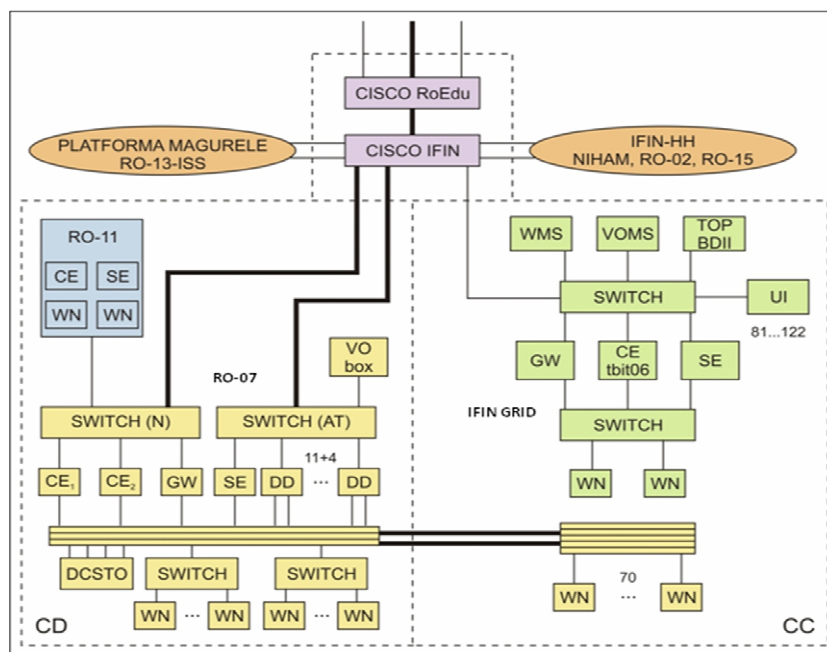 CISCO RoEdu
PLATFORMA MAGURELE
RO-13-ISS
CISCO IFIN
IFIN-HH
NIHAM, RO-02, RO-15
RO-11
CE SE
WN WN
WMS VOMS TOP
BDII
SWITCH UI
81...122
GW CE
tbit06 SE
IFIN GRID
SWITCH
WN WN
RO-07
VO
box
SWITCH (N) SWITCH (AT)
11+4
CE1 CE2 GW SE DD ... DD
DCSTO SWITCH SWITCH
WN ... WN WN ... WN
70
WN ... WN
CD CC